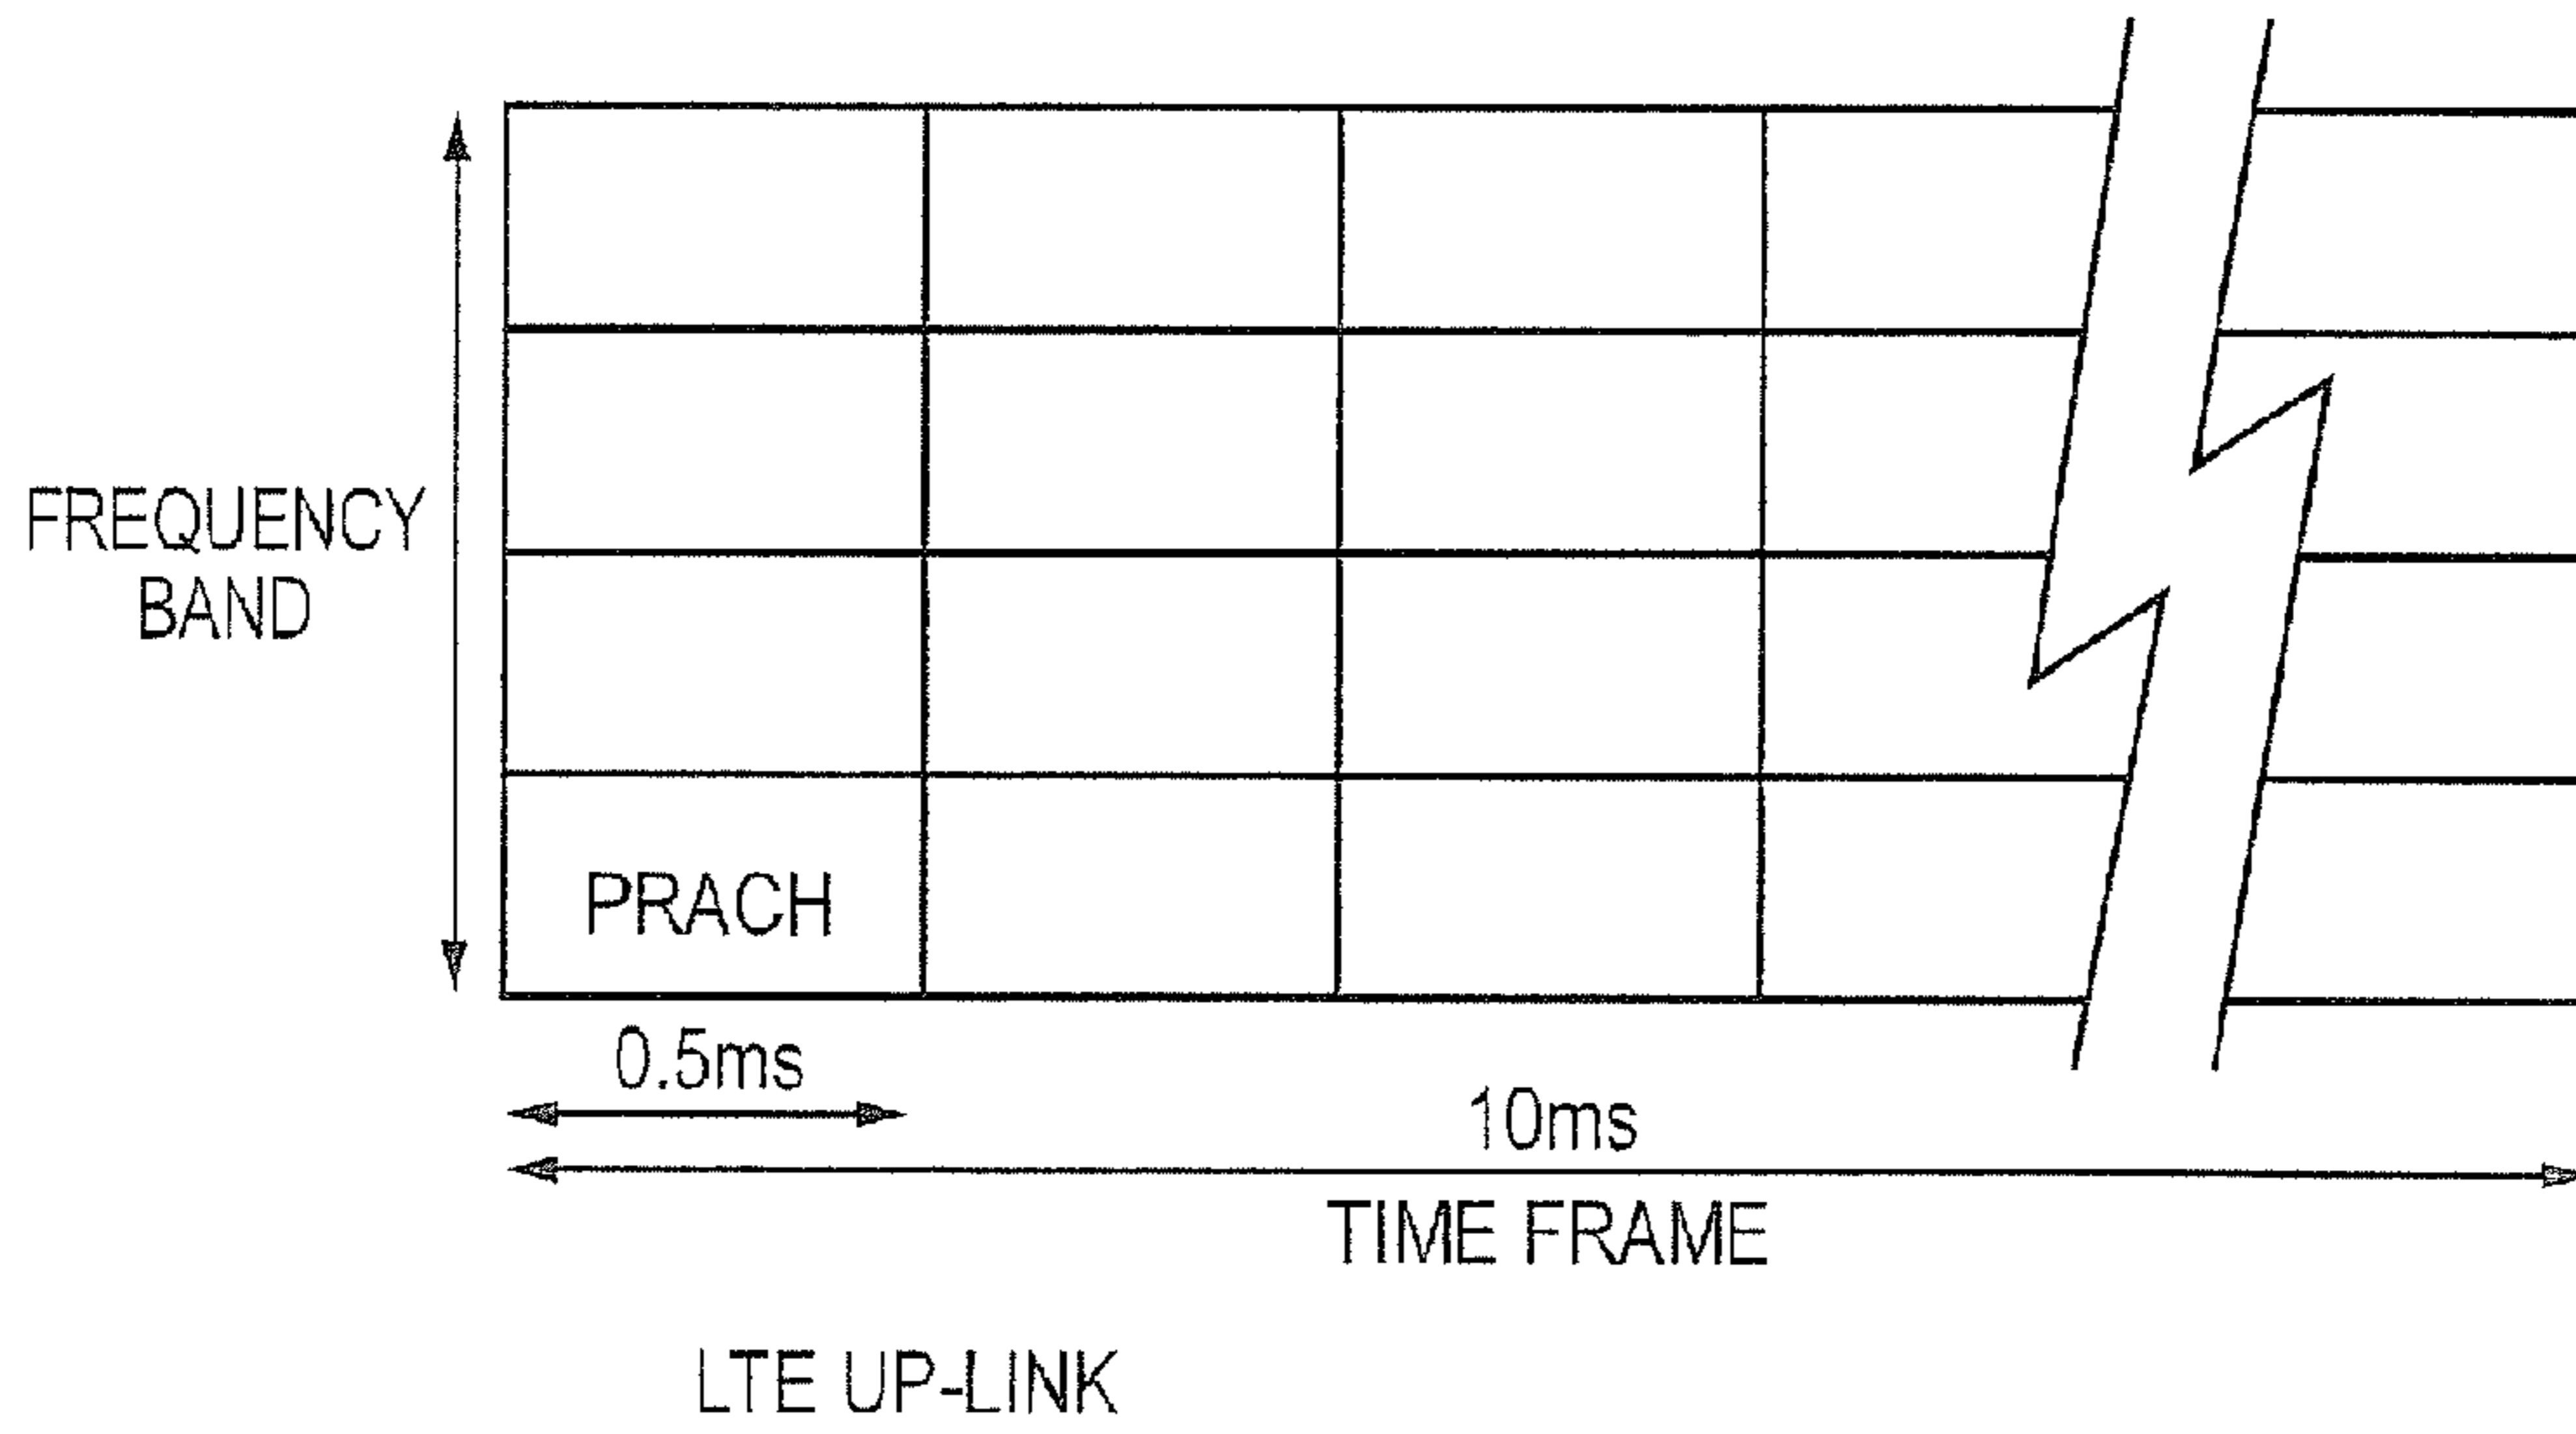 FREQUENCY
BAND
PRACH
0.5ms
10ms
TIME FRAME
LTE UP-LINK